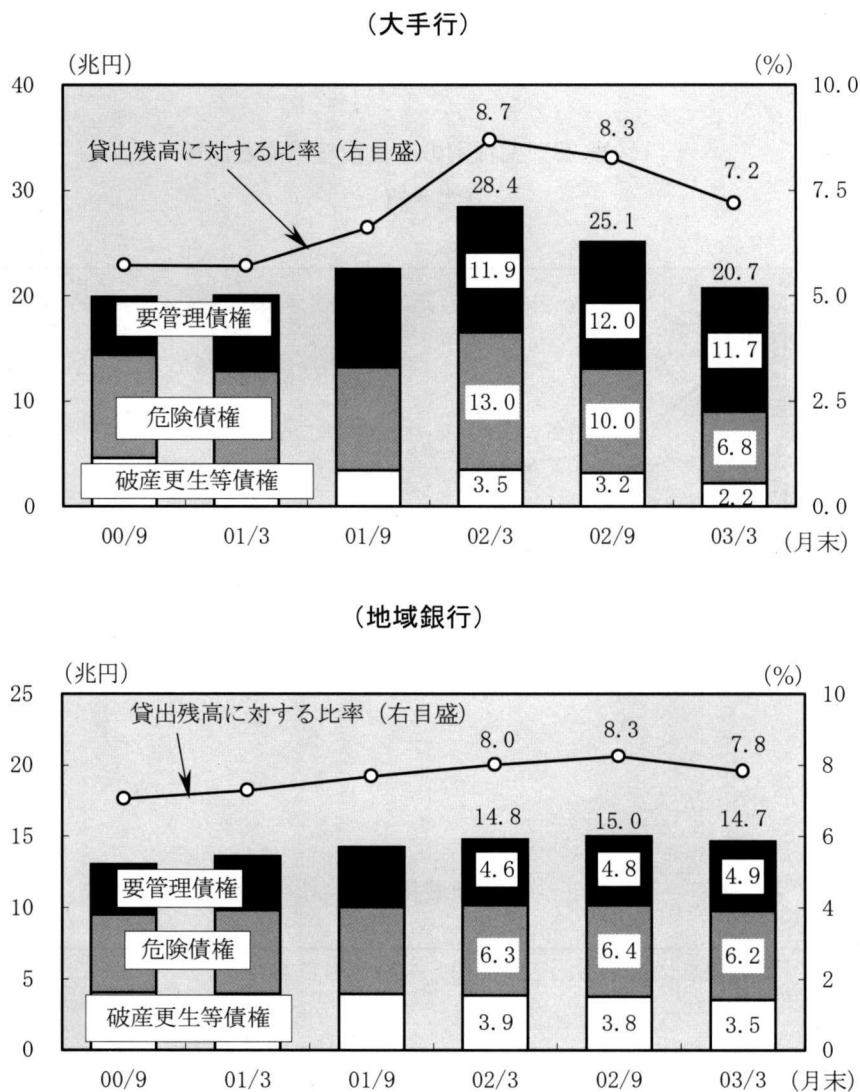 （大手行）
（兆円） （%）
40 10.0
8.7 8.3
貸出残高に対する比率（右目盛）
7.2
30 28.4 7.5
25.1
11.9 20.7
20 要管理債権 12.0 5.0
11.7
危険債権 13.0 10.0
10 2.5
6.8
破産更生等債権 3.5 3.2 2.2
0 0.0
00/9 01/3 01/9 02/3 02/9 03/3 （月末）
（地域銀行）
（兆円） （%）
25 10
貸出残高に対する比率（右目盛） 8.0 8.3 7.8
20 8
14.8 15.0 14.7
15 6
要管理債権 4.6 4.8 4.9
10 4
危険債権 6.3 6.4 6.2
5 2
破産更生等債権 3.9 3.8 3.5
0 0
00/9 01/3 01/9 02/3 02/9 03/3 （月末）